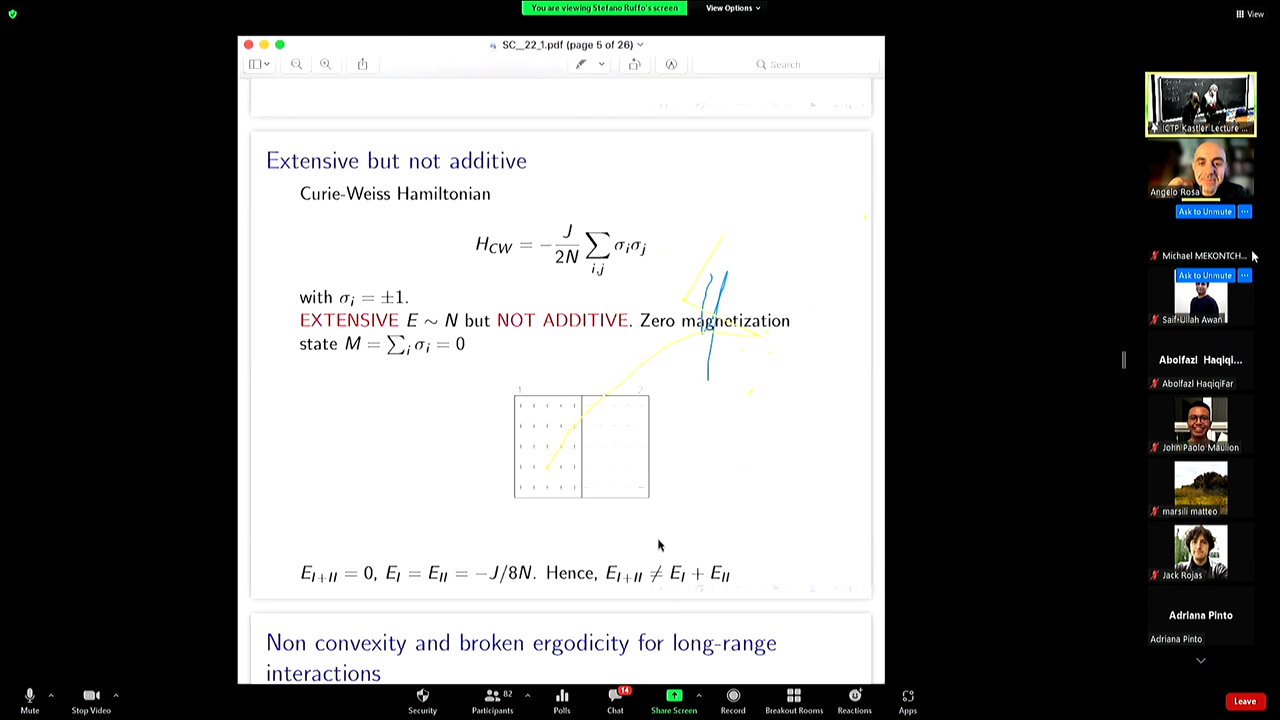 You are viewing Stefano Ruffo's screen
View Options
View
SC__22_1.pdf (page 5 of 26)
Search
Extensive but not additive
Curie-Weiss Hamiltonian
H_CW = − J/2N ∑_{i,j} σ_iσ_j
with σ_i = ±1.
EXTENSIVE E ∼ N but NOT ADDITIVE. Zero magnetization
state M = ∑_i σ_i = 0
1 2
E_{I+II} = 0, E_I = E_II = −J/8N. Hence, E_{I+II} ≠ E_I + E_II
Non convexity and broken ergodicity for long-range
interactions
ICTP Kastler Lecture ...
Angelo Rosa
Ask to Unmute
Michael MEKONTCH...
Ask to Unmute
Saif-Ullah Awan
Abolfazl Haqiqi...
Abolfazl HaqiqiFar
John Paolo Maulion
marsili matteo
Jack Rojas
Adriana Pinto
Adriana Pinto
Mute
Stop Video
Security
Participants 82
Polls
Chat 14
Share Screen
Record
Breakout Rooms
Reactions
Apps
Leave